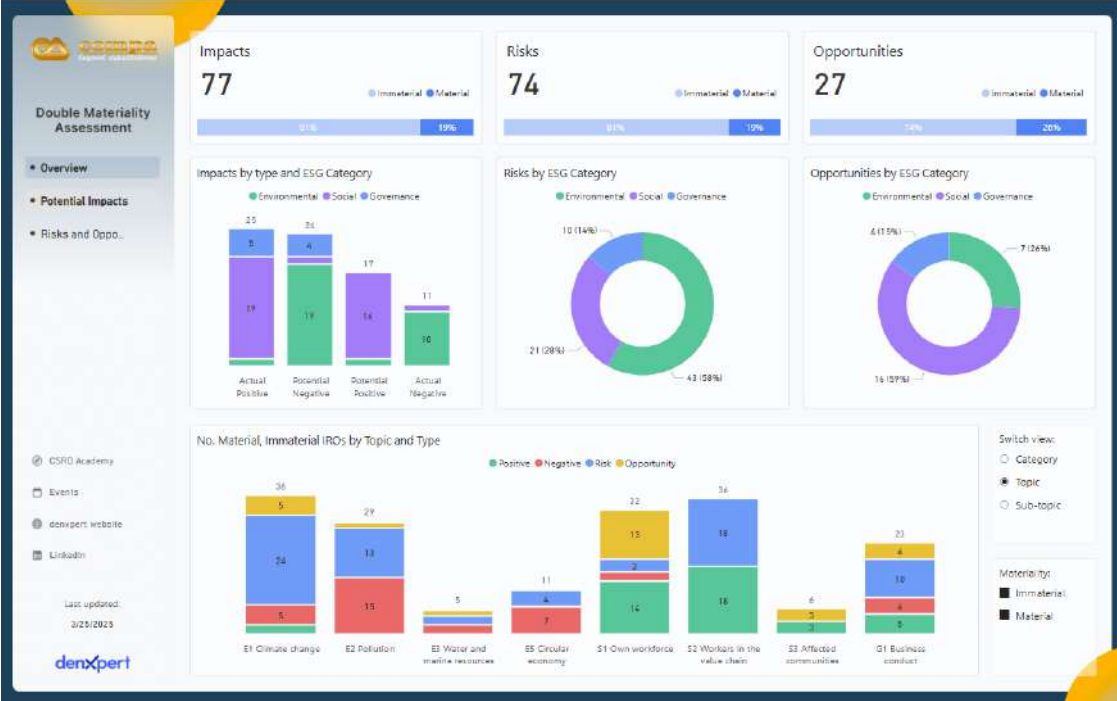 Double Materiality
Assessment
Overview
Potential Impacts
Risks and Oppo..
CSRD Academy
Events
denxpert website
LinkedIn
Last updated:
3/25/2025
denxpert
Impacts
77
Immaterial Material
81% 19%
Risks
74
Immaterial Material
81% 19%
Opportunities
27
Immaterial Material
74% 26%
Impacts by type and ESG Category
Environmental Social Governance
25
5
19
24
4
19
17
16
11
10
Actual
Positive
Potential
Negative
Potential
Positive
Actual
Negative
Risks by ESG Category
Environmental Social Governance
10 (14%)
21 (28%)
43 (58%)
Opportunities by ESG Category
Environmental Social Governance
4 (15%)
7 (26%)
16 (59%)
No. Material, Immaterial IROs by Topic and Type
Positive Negative Risk Opportunity
36
5
24
5
29
13
15
5
11
4
7
32
13
3
14
36
18
18
6
3
3
23
4
10
4
5
E1 Climate change
E2 Pollution
E3 Water and
marine resources
E5 Circular
economy
S1 Own workforce
S2 Workers in the
value chain
S3 Affected
communities
G1 Business
conduct
Switch view:
Category
Topic
Sub-topic
Materiality:
Immaterial
Material